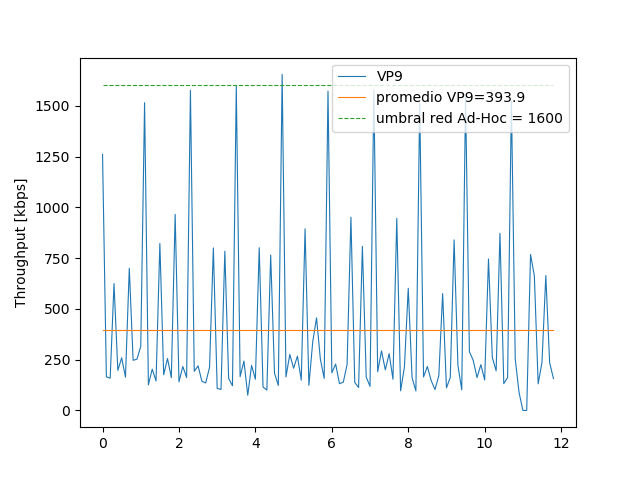 VP9
promedio VP9=393.9
umbral red Ad-Hoc = 1600
Throughput [kbps]
1500
1250
1000
750
500
250
0
0 2 4 6 8 10 12